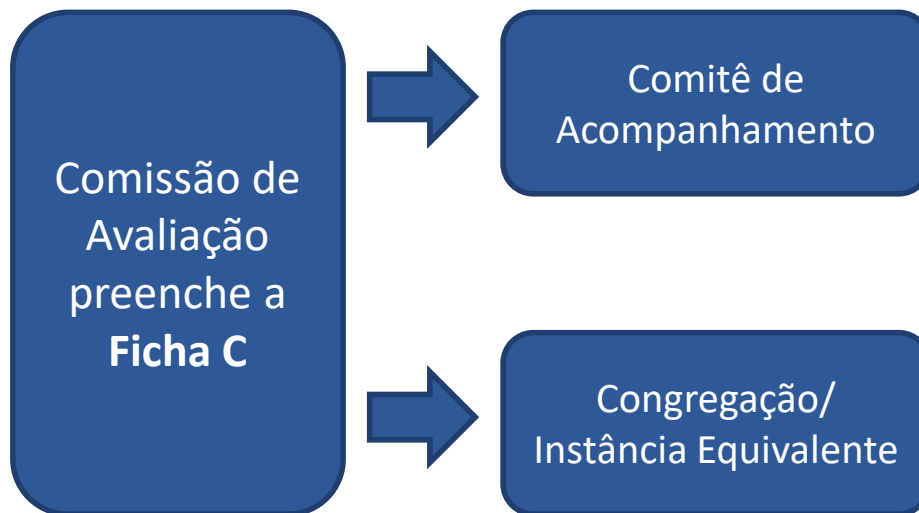 Comissão de
Avaliação
preenche a
Ficha C
Comitê de
Acompanhamento
Congregação/
Instância Equivalente